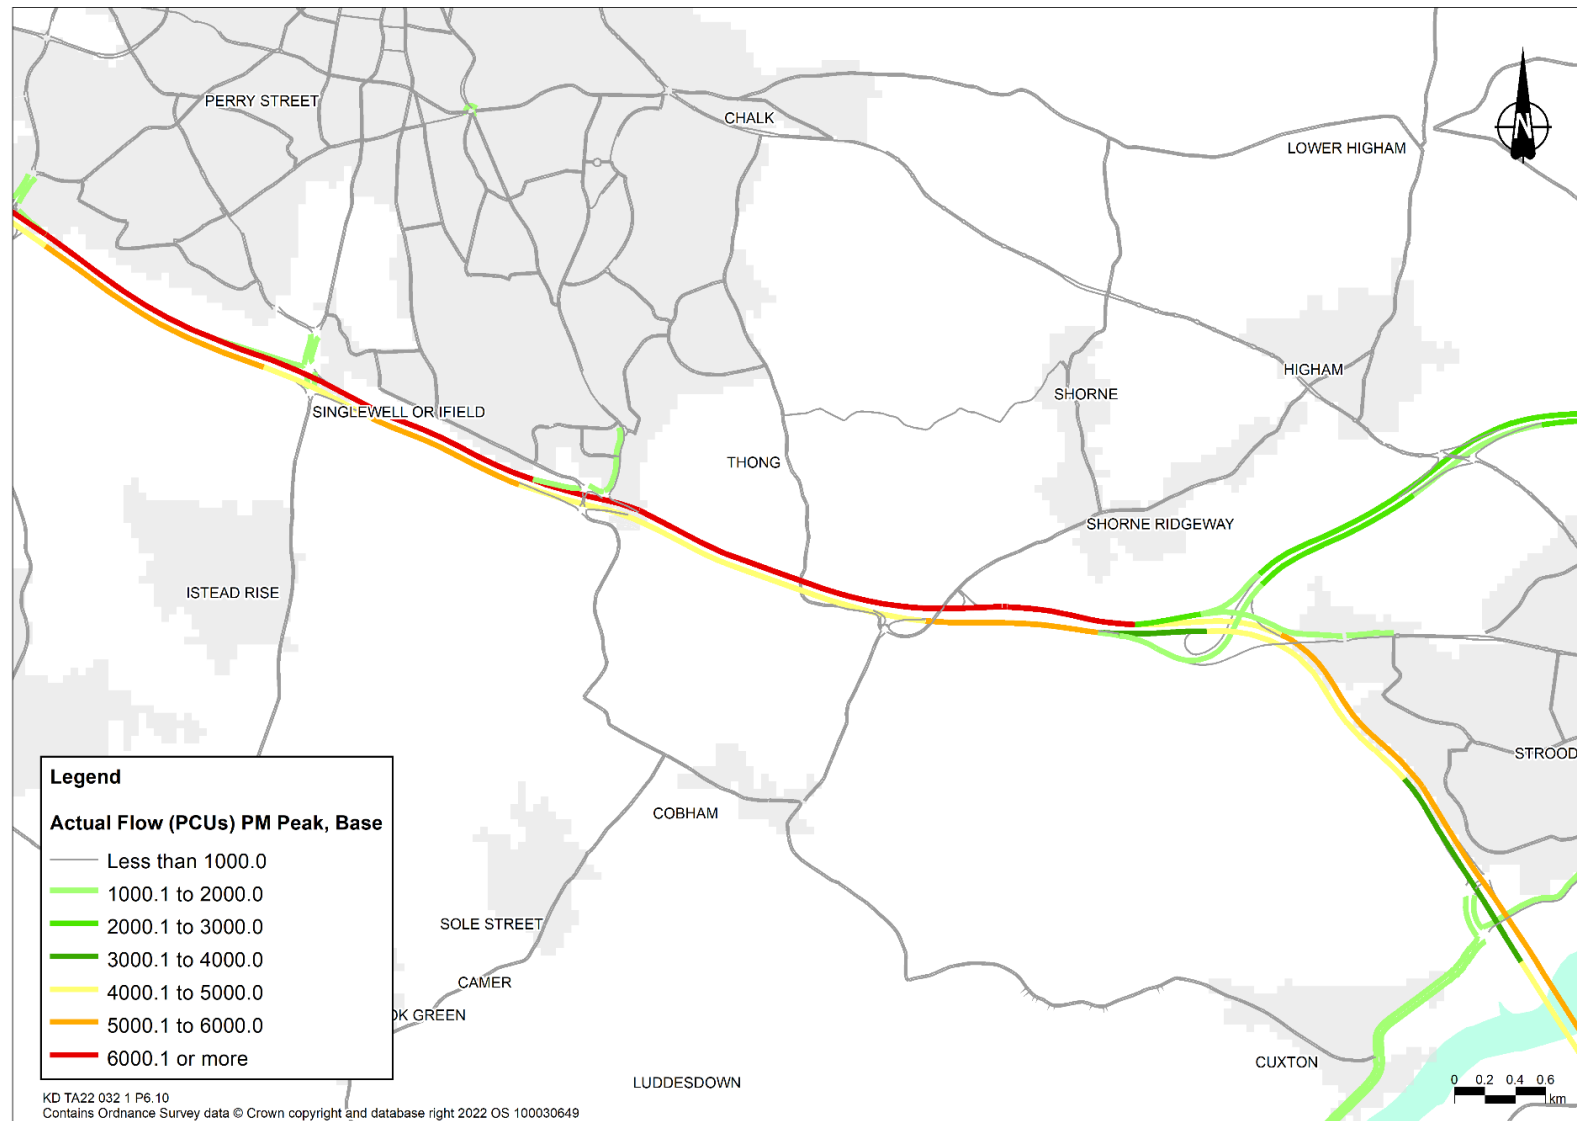 PERRY STREET
CHALK
LOWER HIGHAM
N
HIGHAM
SHORNE
SINGLEWELL OR IFIELD
THONG
SHORNE RIDGEWAY
ISTEAD RISE
STROOD
COBHAM
SOLE STREET
CAMER
OK GREEN
CUXTON
LUDDESDOWN
Legend
Actual Flow (PCUs) PM Peak, Base
Less than 1000.0
1000.1 to 2000.0
2000.1 to 3000.0
3000.1 to 4000.0
4000.1 to 5000.0
5000.1 to 6000.0
6000.1 or more
0 0.2 0.4 0.6
km
KD TA22 032 1 P6.10
Contains Ordnance Survey data © Crown copyright and database right 2022 OS 100030649